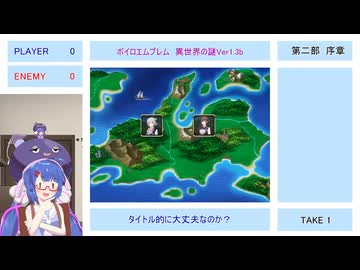 PLAYER 0
ENEMY 0
ボイロエムブレム 異世界の謎Ver1.3b
第二部 序章
タイトル的に大丈夫なのか？
TAKE 1